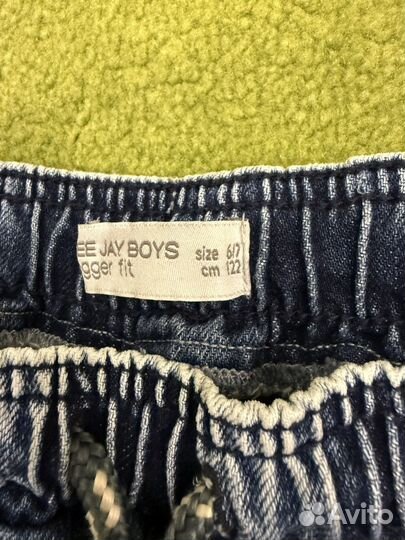 EE JAY BOYS size 6/7
gger fit cm 122
Avito